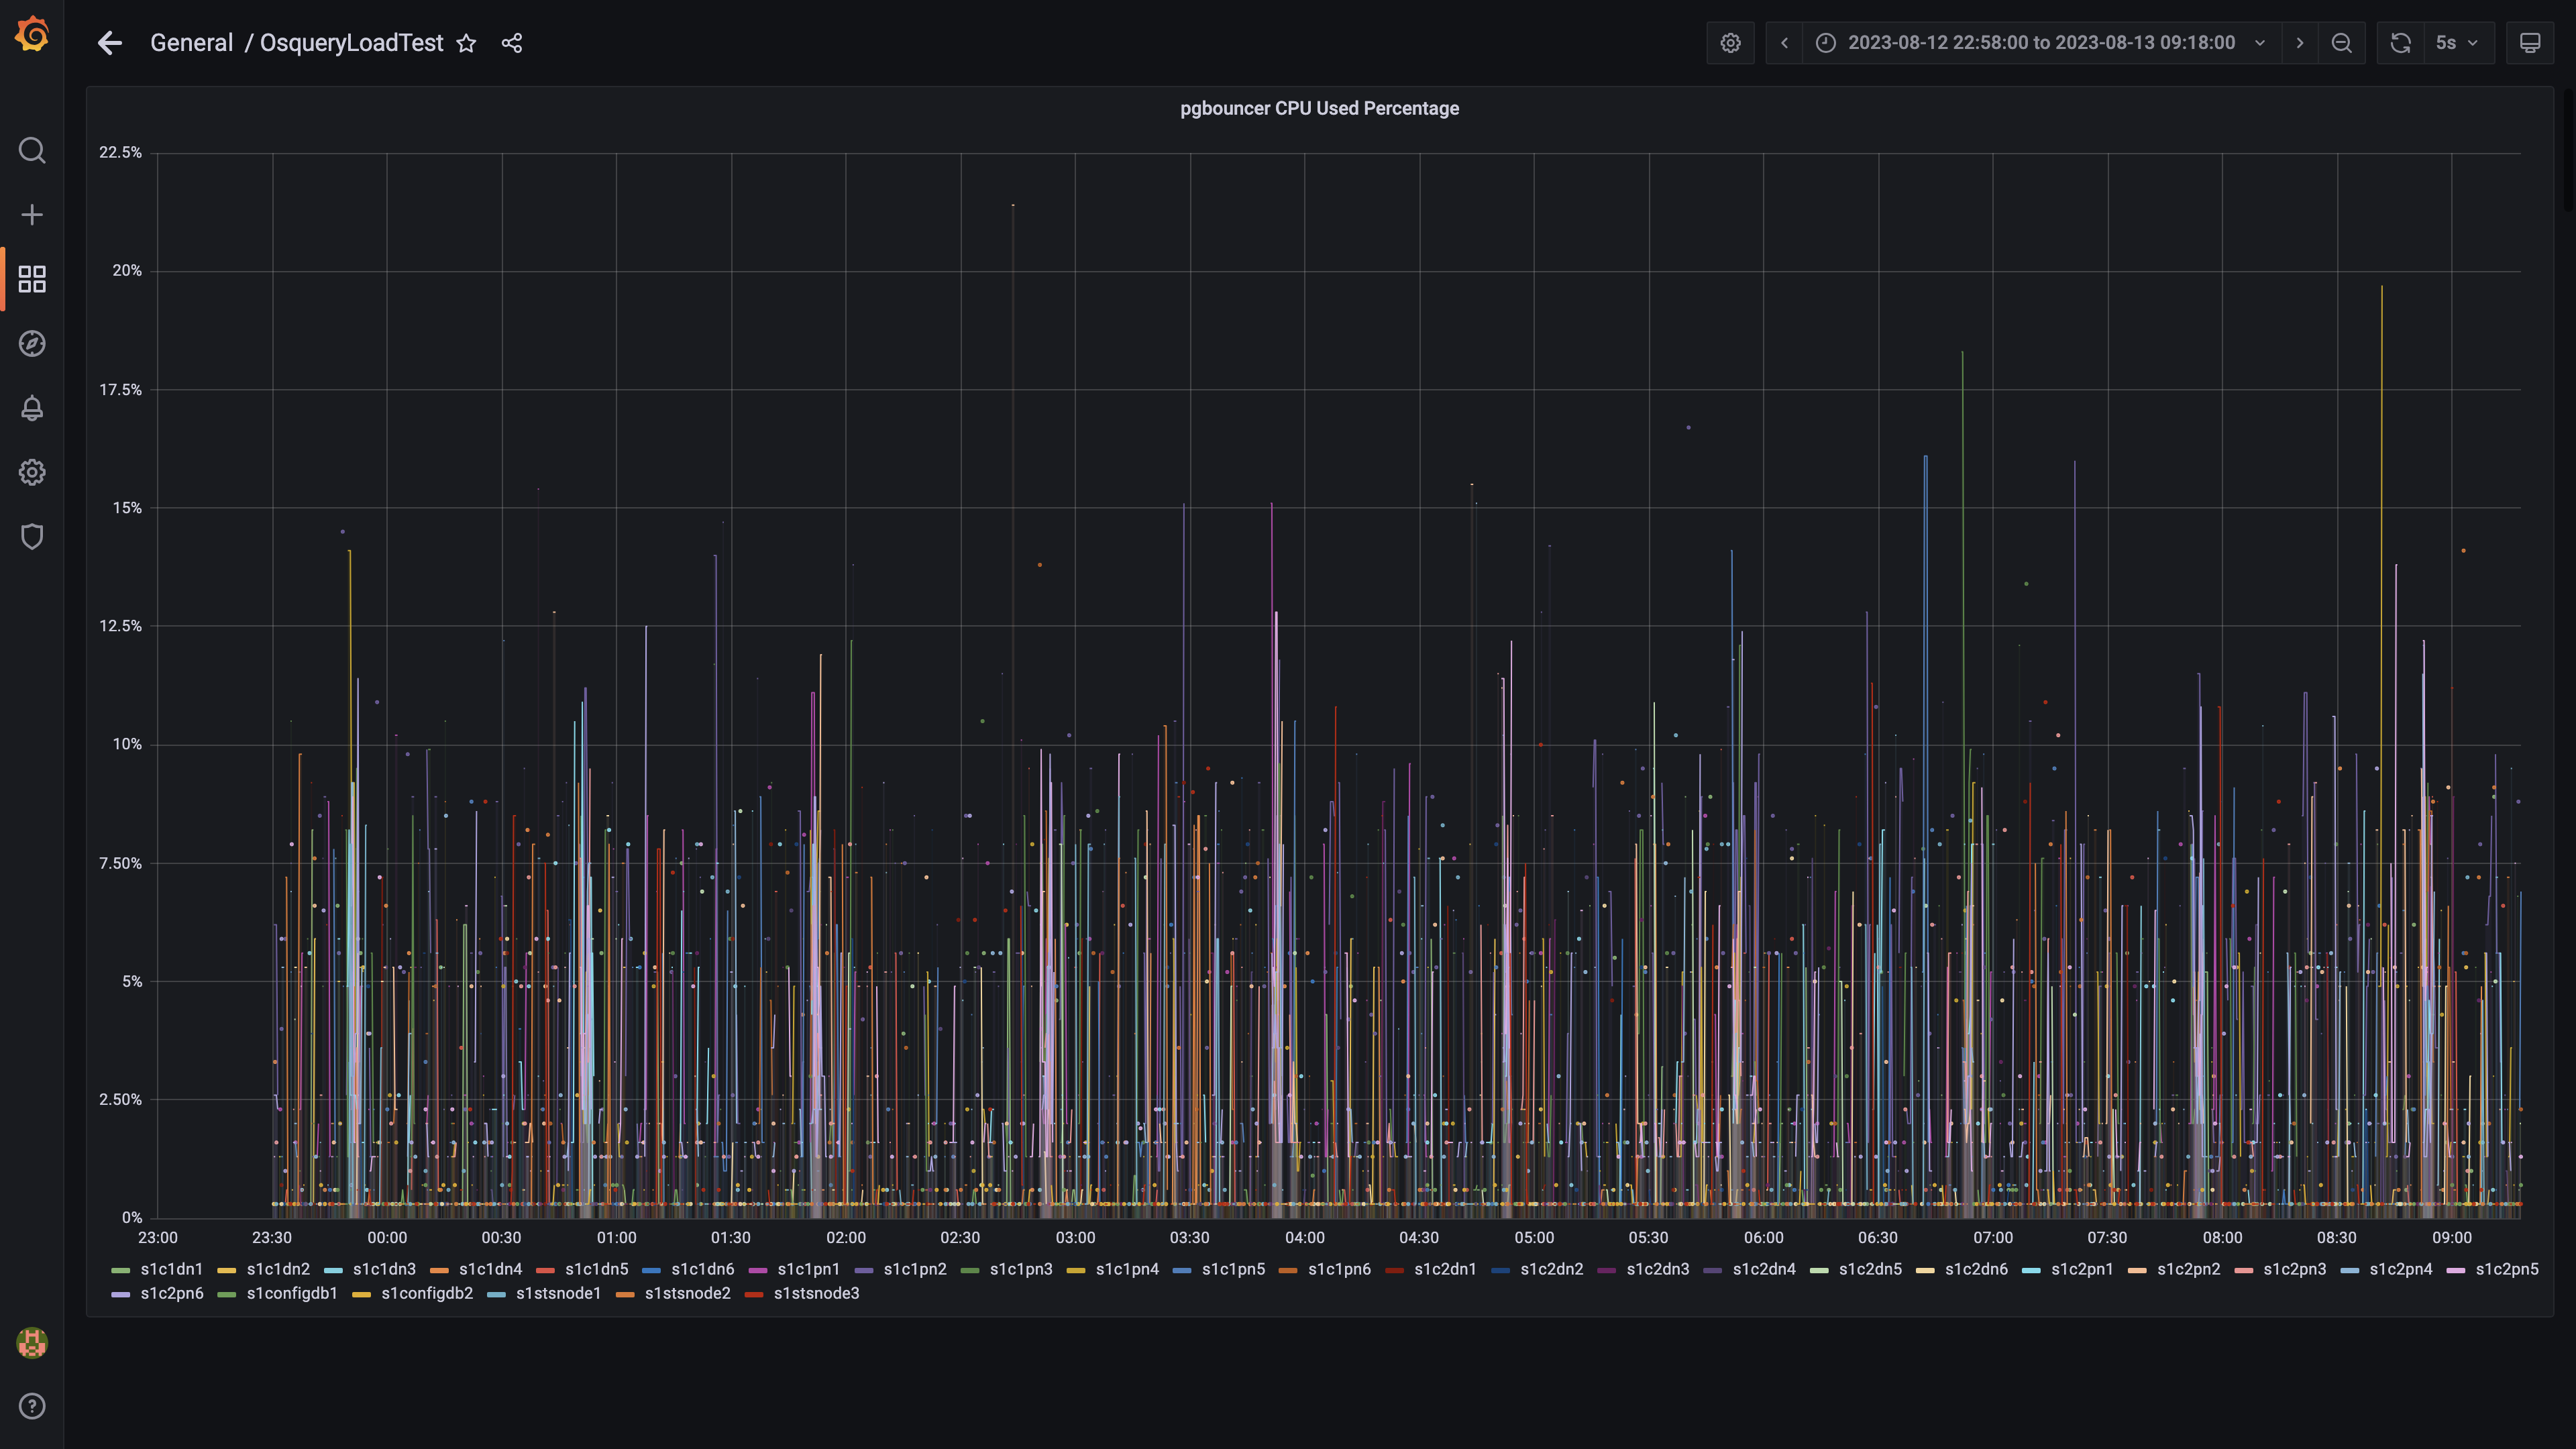 General / OsqueryLoadTest
2023-08-12 22:58:00 to 2023-08-13 09:18:00
5s
pgbouncer CPU Used Percentage
22.5%
20%
17.5%
15%
12.5%
10%
7.50%
5%
2.50%
0%
23:00 23:30 00:00 00:30 01:00 01:30 02:00 02:30 03:00 03:30 04:00 04:30 05:00 05:30 06:00 06:30 07:00 07:30 08:00 08:30 09:00
s1c1dn1 s1c1dn2 s1c1dn3 s1c1dn4 s1c1dn5 s1c1dn6 s1c1pn1 s1c1pn2 s1c1pn3 s1c1pn4 s1c1pn5 s1c1pn6 s1c2dn1 s1c2dn2 s1c2dn3 s1c2dn4 s1c2dn5 s1c2dn6 s1c2pn1 s1c2pn2 s1c2pn3 s1c2pn4 s1c2pn5
s1c2pn6 s1configdb1 s1configdb2 s1stsnode1 s1stsnode2 s1stsnode3